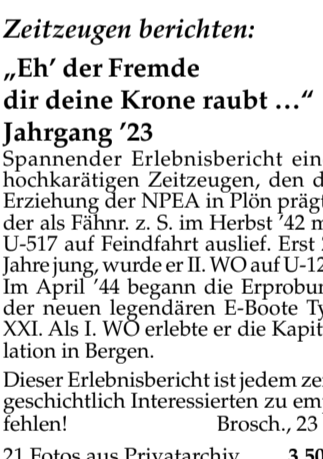 Zeitzeugen berichten:
„Eh’ der Fremde
dir deine Krone raubt …“
Jahrgang ’23
Spannender Erlebnisbericht ein
hochkarätigen Zeitzeugen, den d
Erziehung der NPEA in Plön präg
der als Fähnr. z. S. im Herbst ’42 m
U-517 auf Feindfahrt auslief. Erst
Jahre jung, wurde er II. WO auf U-12
Im April ’44 begann die Erprobu
der neuen legendären E-Boote Ty
XXI. Als I. WO erlebte er die Kapit
lation in Bergen.
Dieser Erlebnisbericht ist jedem ze
geschichtlich Interessierten zu em
fehlen! Brosch., 23
21 Fotos aus Privatarchiv 3,50